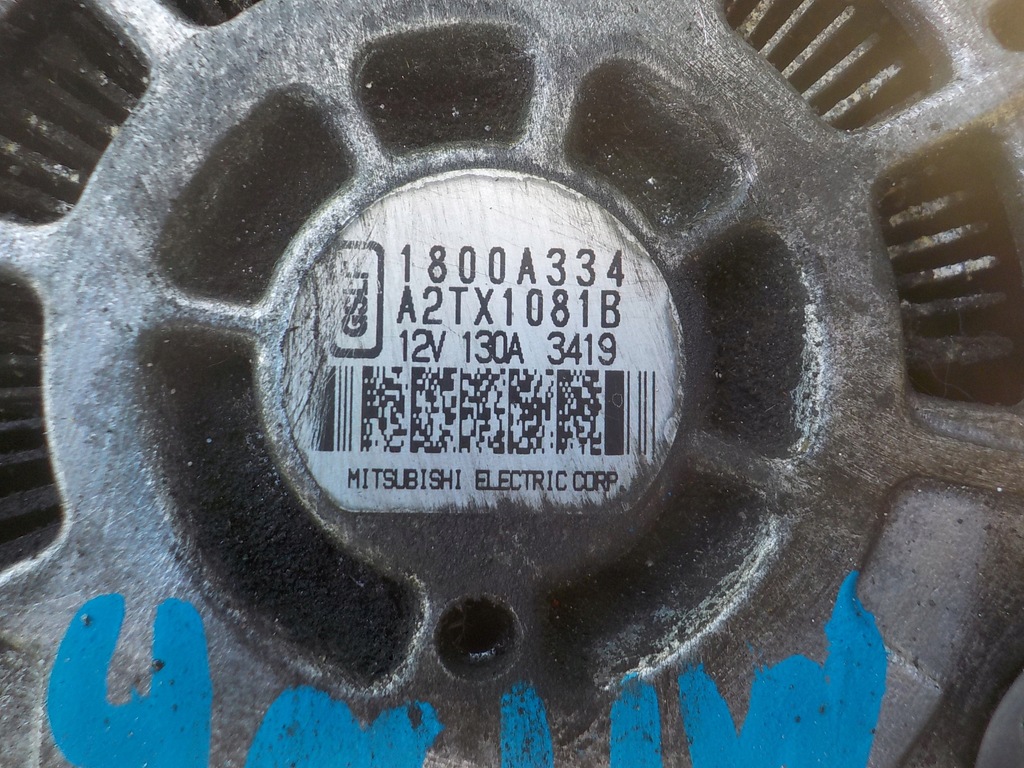 1800A334
A2TX1081B
12V 130A 3419
MITSUBISHI ELECTRIC CORP.